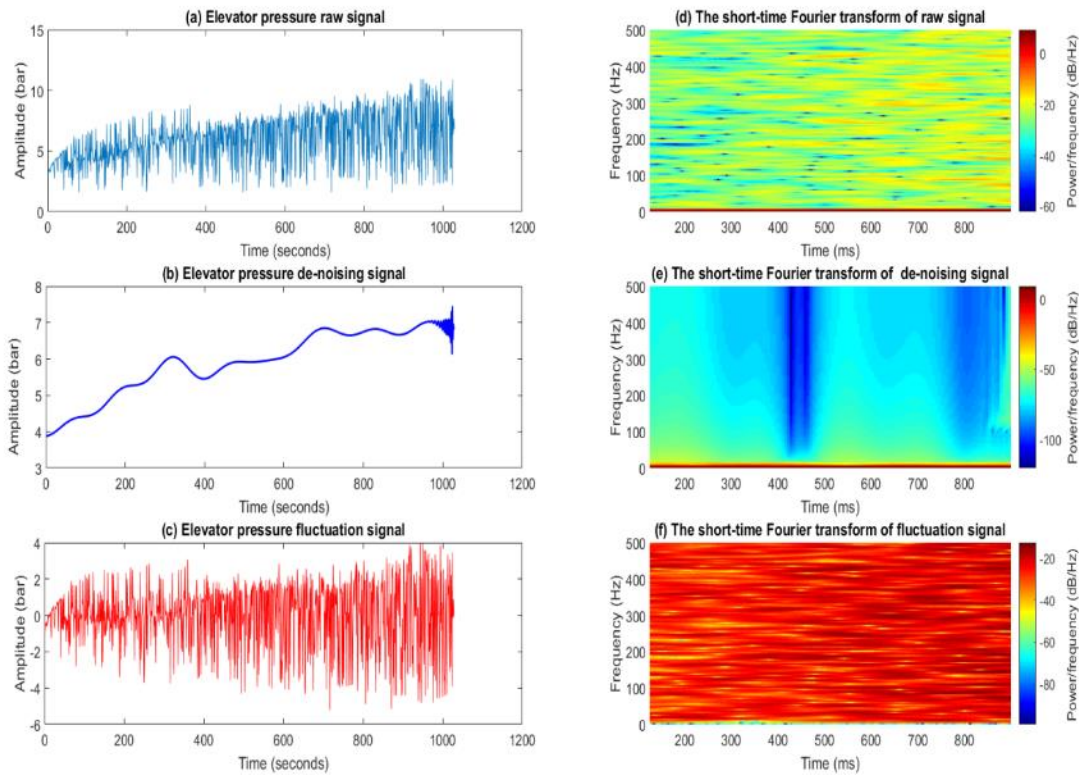 (a) Elevator pressure raw signal
Amplitude (bar)
15
10
5
0
0 200 400 600 800 1000 1200
Time (seconds)
(d) The short-time Fourier transform of raw signal
Frequency (Hz)
500
400
300
200
100
0
200 300 400 500 600 700 800
Time (ms)
0
-20
-40
-60
Power/frequency (dB/Hz)
(b) Elevator pressure de-noising signal
Amplitude (bar)
8
7
6
5
4
3
0 200 400 600 800 1000 1200
Time (seconds)
(e) The short-time Fourier transform of de-noising signal
Frequency (Hz)
500
400
300
200
100
0
200 300 400 500 600 700 800
Time (ms)
0
-50
-100
Power/frequency (dB/Hz)
(c) Elevator pressure fluctuation signal
Amplitude (bar)
4
2
0
-2
-4
-6
0 200 400 600 800 1000 1200
Time (seconds)
(f) The short-time Fourier transform of fluctuation signal
Frequency (Hz)
500
400
300
200
100
0
200 300 400 500 600 700 800
Time (ms)
-20
-40
-60
-80
Power/frequency (dB/Hz)